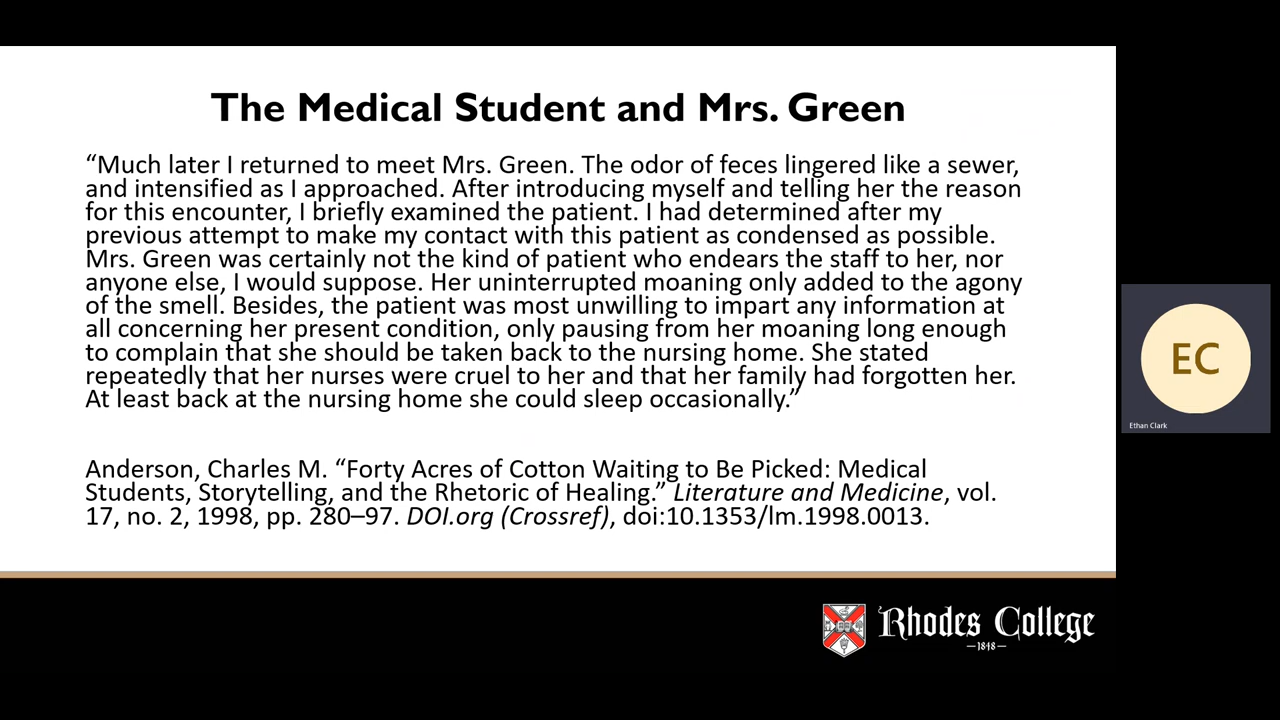 The Medical Student and Mrs. Green
“Much later I returned to meet Mrs. Green. The odor of feces lingered like a sewer,
and intensified as I approached. After introducing myself and telling her the reason
for this encounter, I briefly examined the patient. I had determined after my
previous attempt to make my contact with this patient as condensed as possible.
Mrs. Green was certainly not the kind of patient who endears the staff to her, nor
anyone else, I would suppose. Her uninterrupted moaning only added to the agony
of the smell. Besides, the patient was most unwilling to impart any information at
all concerning her present condition, only pausing from her moaning long enough
to complain that she should be taken back to the nursing home. She stated
repeatedly that her nurses were cruel to her and that her family had forgotten her.
At least back at the nursing home she could sleep occasionally.”
Anderson, Charles M. “Forty Acres of Cotton Waiting to Be Picked: Medical
Students, Storytelling, and the Rhetoric of Healing.” Literature and Medicine, vol.
17, no. 2, 1998, pp. 280–97. DOI.org (Crossref), doi:10.1353/lm.1998.0013.
EC
Ethan Clark
Rhodes College
—1848—